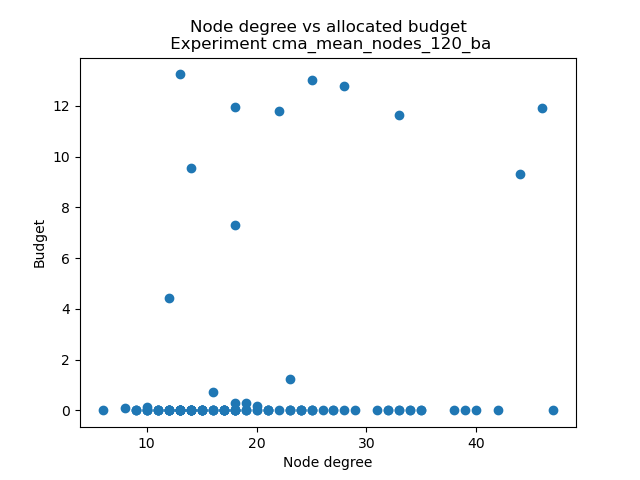 Node degree vs allocated budget
Experiment cma_mean_nodes_120_ba
12
10
8
6
4
2
0
Budget
10
20
30
40
Node degree